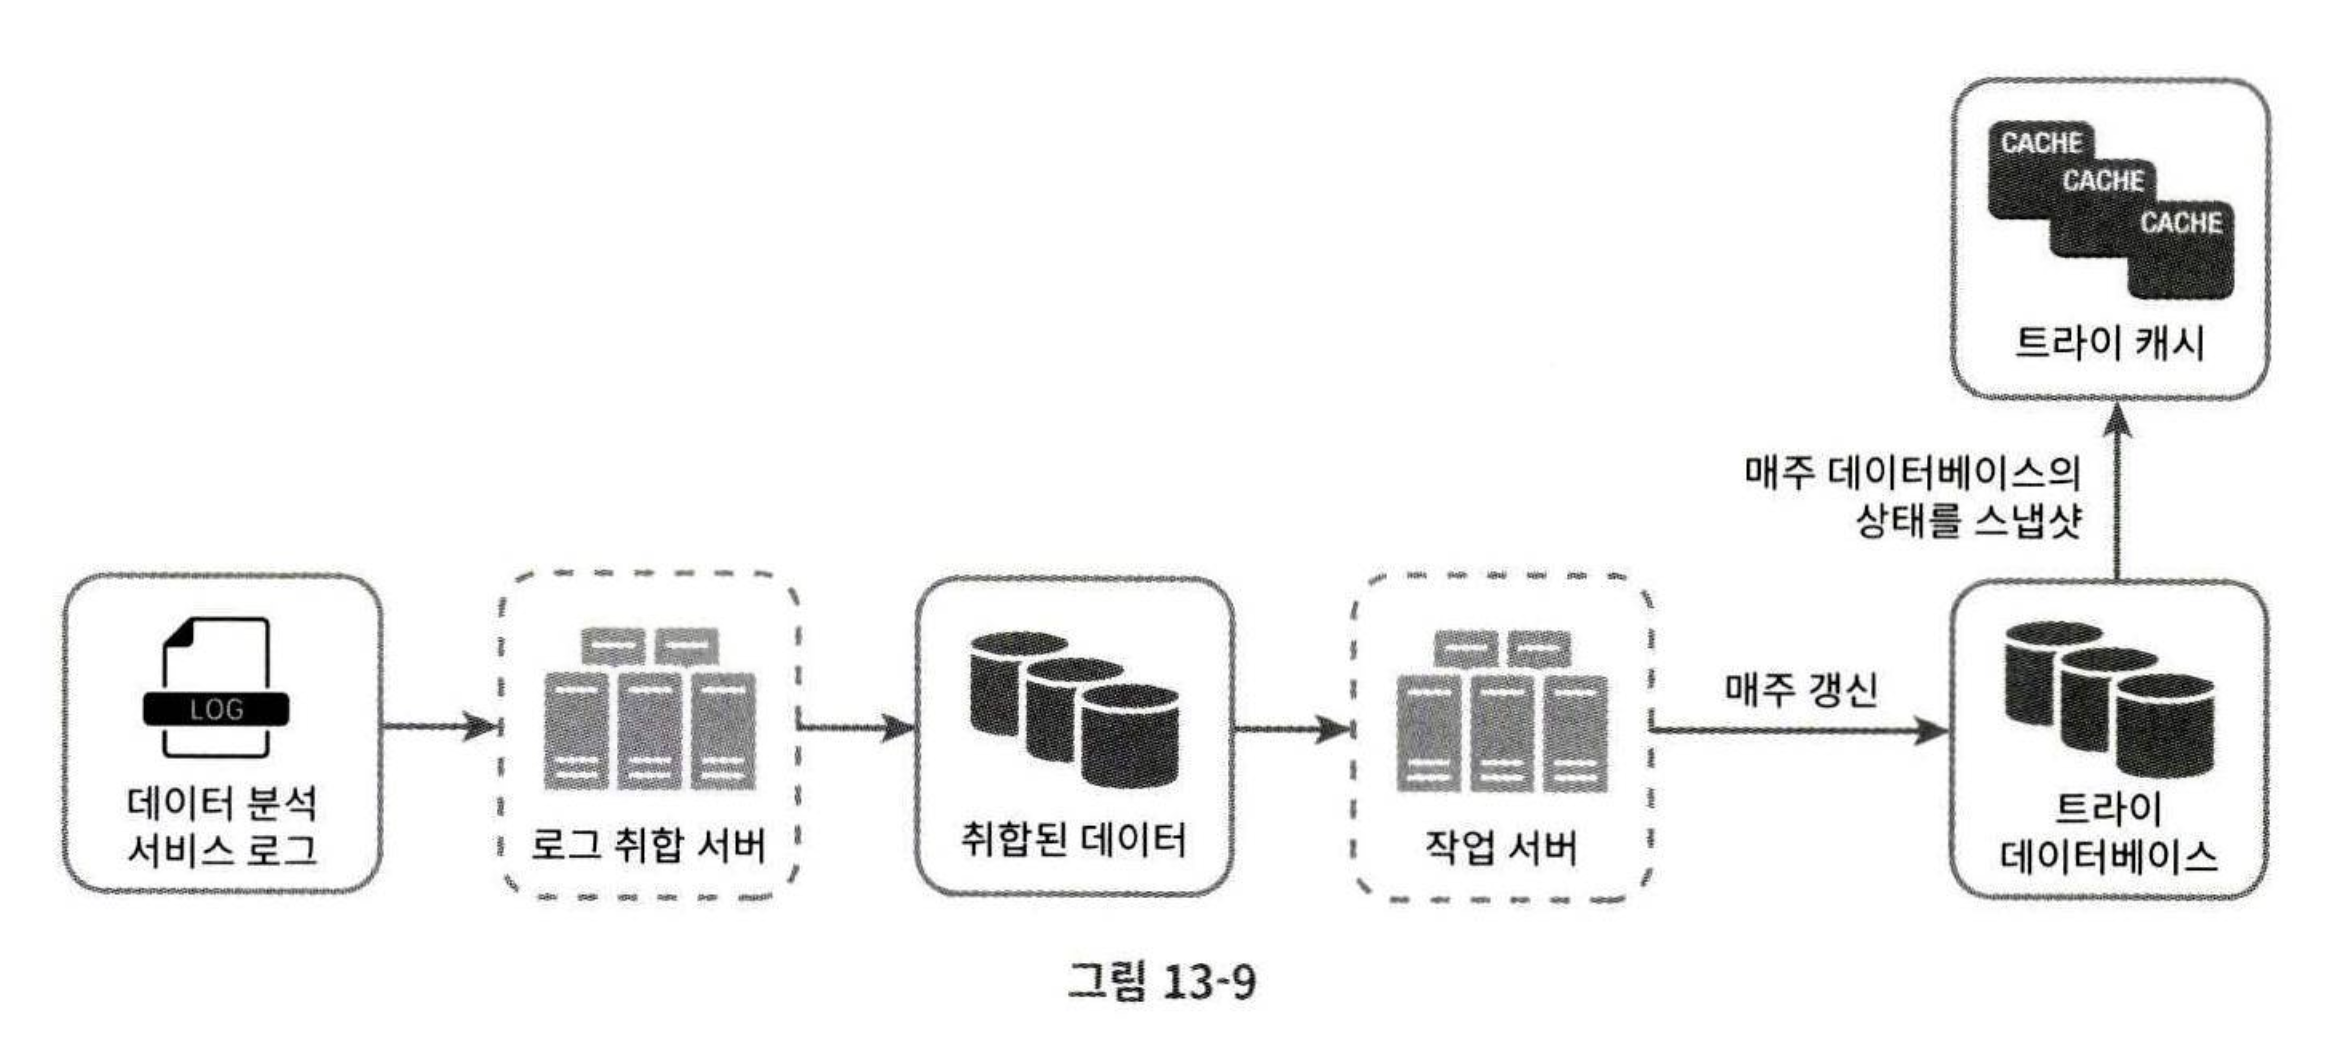 CACHE
CACHE
CACHE
트라이 캐시
매주 데이터베이스의
상태를 스냅샷
LOG
데이터 분석
서비스 로그
로그 취합 서버
취합된 데이터
작업 서버
매주 갱신
트라이
데이터베이스
그림 13-9